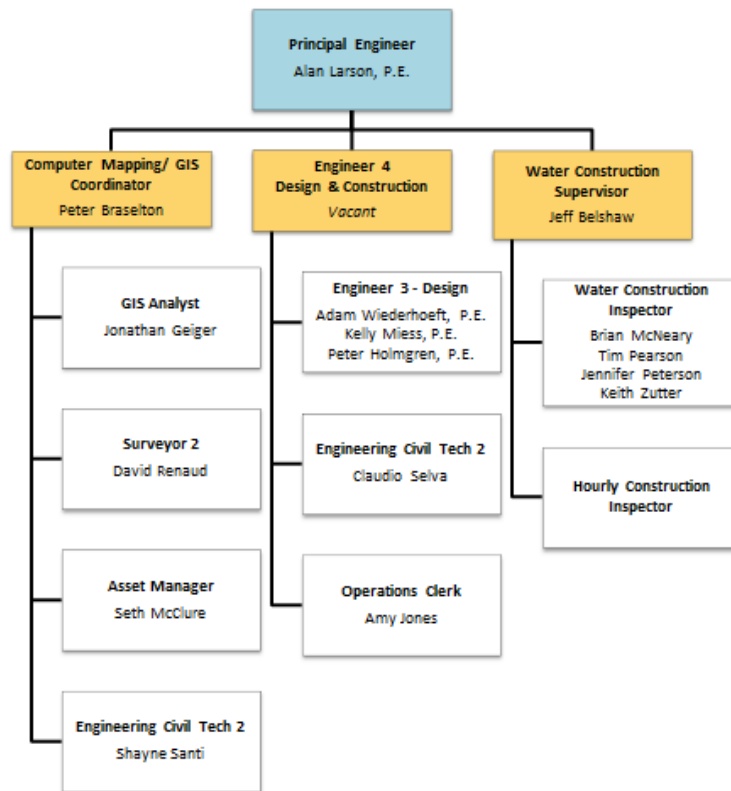 Principal Engineer
Alan Larson, P.E.
Computer Mapping/ GIS
Coordinator
Peter Braselton
Engineer 4
Design & Construction
Vacant
Water Construction
Supervisor
Jeff Belshaw
GIS Analyst
Jonathan Geiger
Surveyor 2
David Renaud
Asset Manager
Seth McClure
Engineering Civil Tech 2
Shayne Santi
Engineer 3 - Design
Adam Wiederhoeft, P.E.
Kelly Miess, P.E.
Peter Holmgren, P.E.
Engineering Civil Tech 2
Claudio Selva
Operations Clerk
Amy Jones
Water Construction
Inspector
Brian McNeary
Tim Pearson
Jennifer Peterson
Keith Zutter
Hourly Construction
Inspector